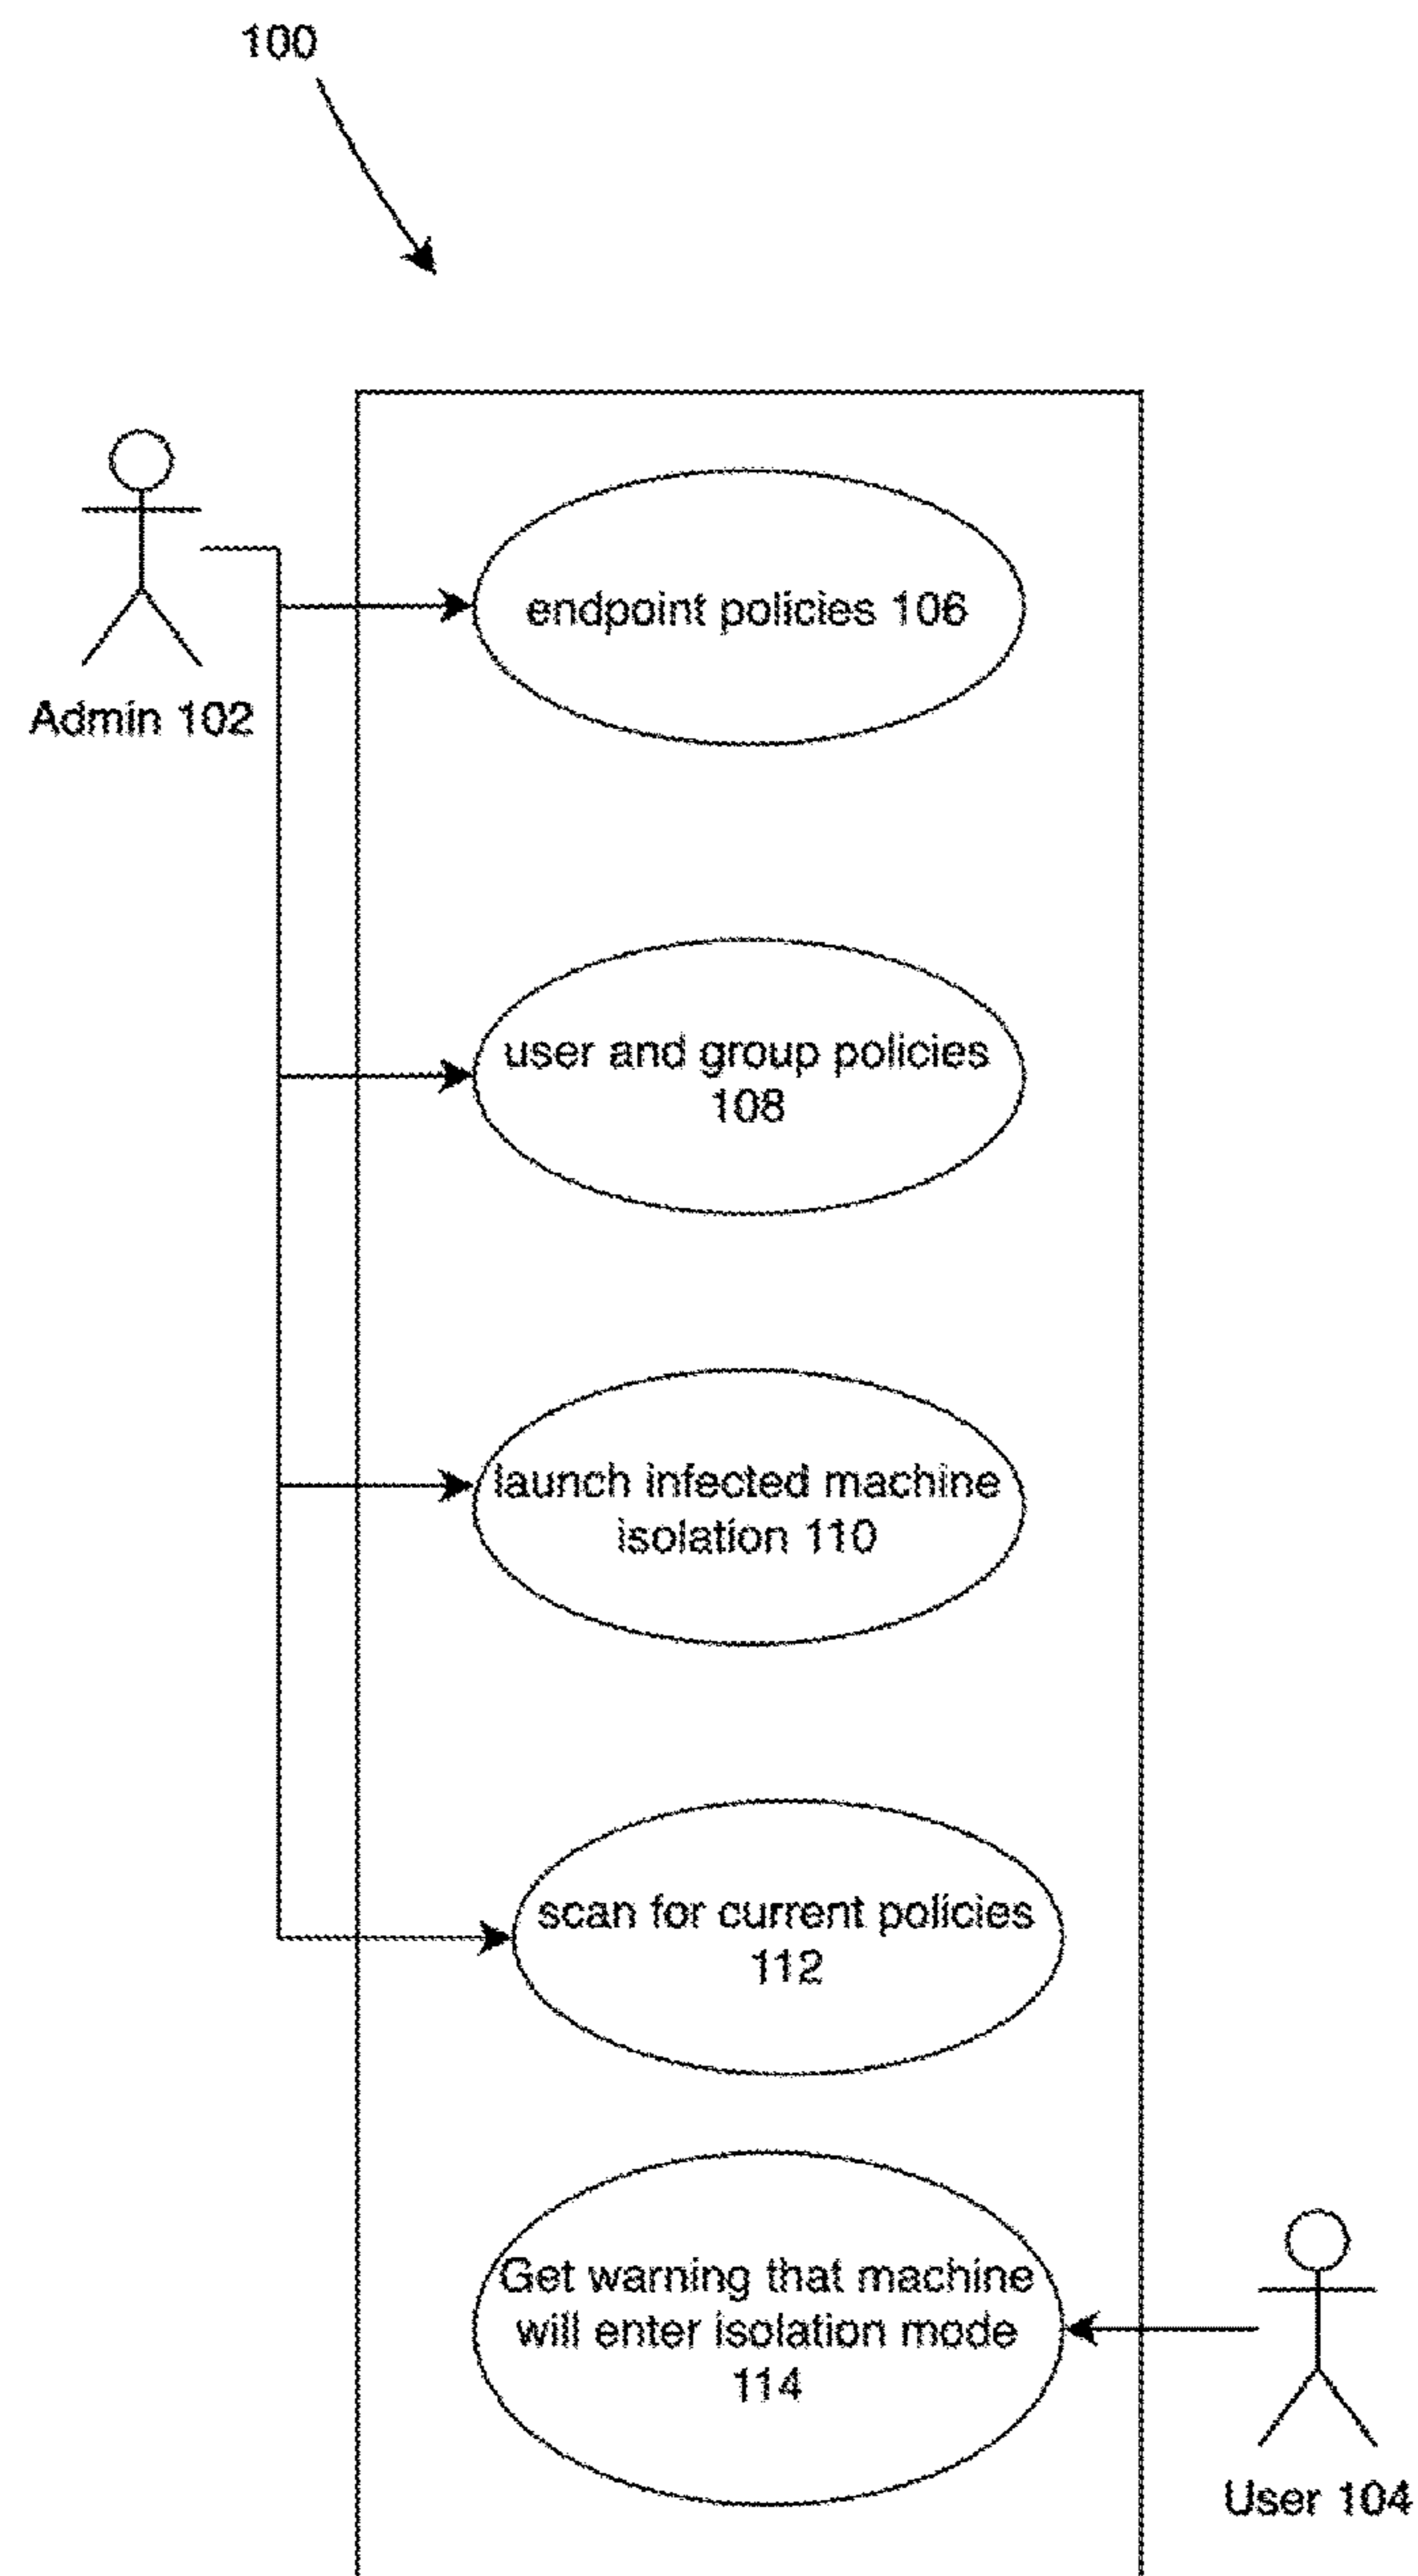 100
endpoint policies 106
Admin 102
user and group policies
108
launch infected machine
isolation 110
scan for current policies
112
Get warning that machine
will enter isolation mode
114
User 104